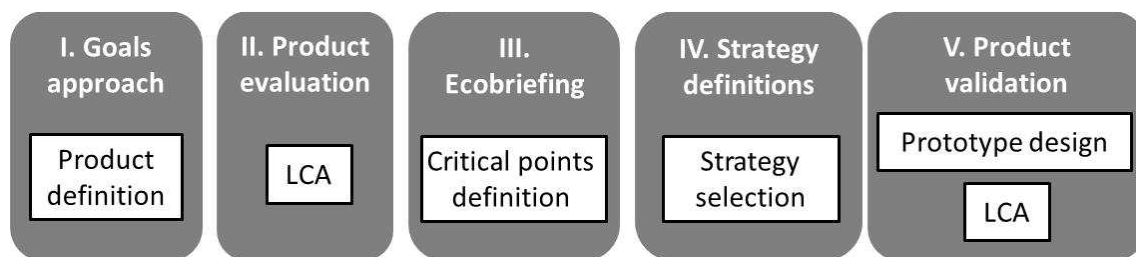 I. Goals
approach
Product
definition
II. Product
evaluation
LCA
III.
Ecobriefing
Critical points
definition
IV. Strategy
definitions
Strategy
selection
V. Product
validation
Prototype design
LCA